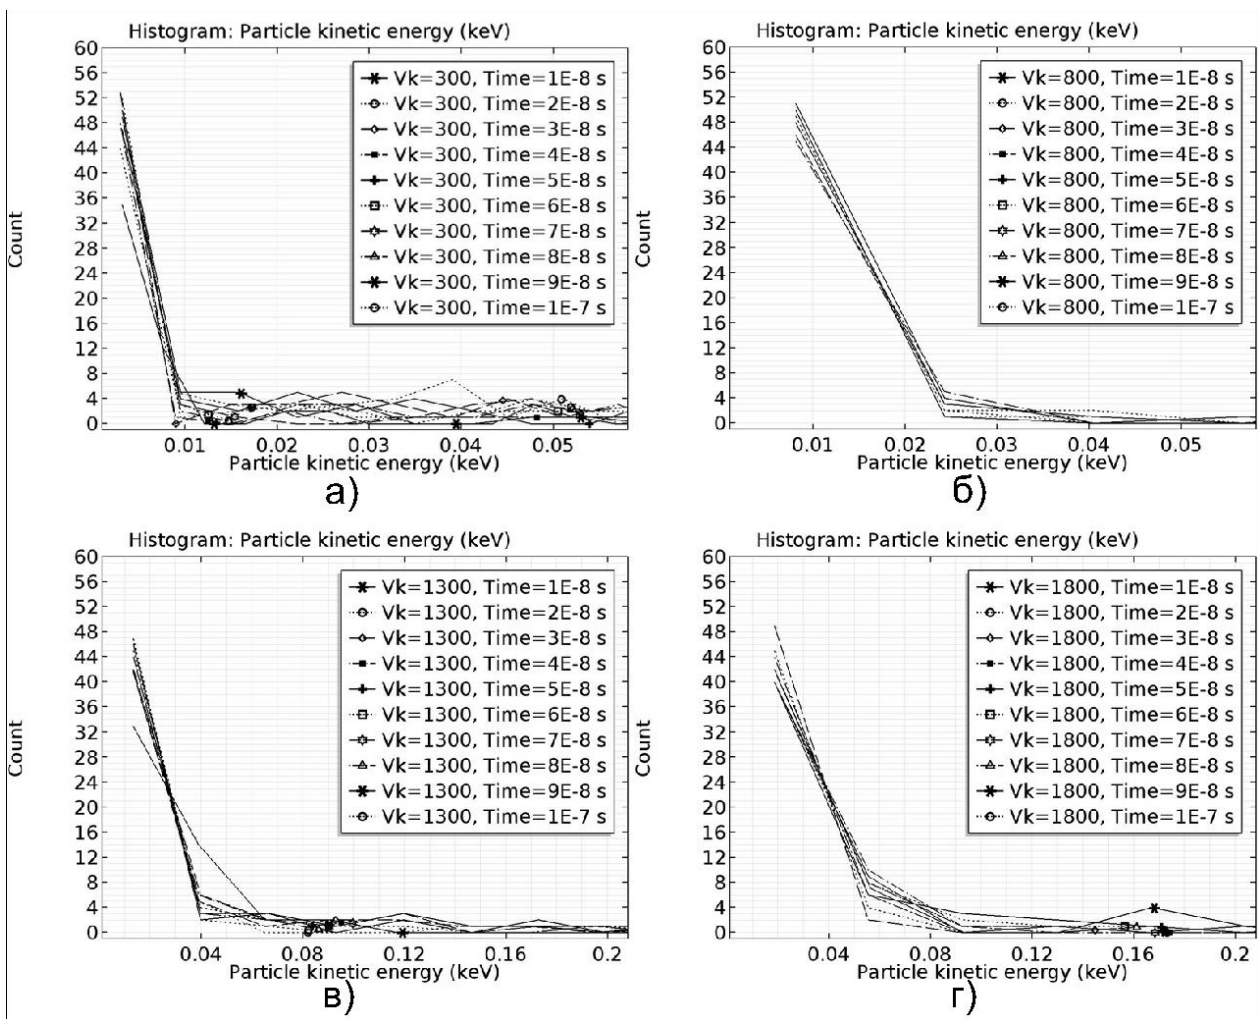 Histogram: Particle kinetic energy (keV)
60
56
52
48
44
40
36
32
28
24
20
16
12
8
4
0
Count
Vk=300, Time=1E-8 s
Vk=300, Time=2E-8 s
Vk=300, Time=3E-8 s
Vk=300, Time=4E-8 s
Vk=300, Time=5E-8 s
Vk=300, Time=6E-8 s
Vk=300, Time=7E-8 s
Vk=300, Time=8E-8 s
Vk=300, Time=9E-8 s
Vk=300, Time=1E-7 s
0.01 0.02 0.03 0.04 0.05
Particle kinetic energy (keV)
а)
Histogram: Particle kinetic energy (keV)
60
56
52
48
44
40
36
32
28
24
20
16
12
8
4
0
Count
Vk=800, Time=1E-8 s
Vk=800, Time=2E-8 s
Vk=800, Time=3E-8 s
Vk=800, Time=4E-8 s
Vk=800, Time=5E-8 s
Vk=800, Time=6E-8 s
Vk=800, Time=7E-8 s
Vk=800, Time=8E-8 s
Vk=800, Time=9E-8 s
Vk=800, Time=1E-7 s
0.01 0.02 0.03 0.04 0.05
Particle kinetic energy (keV)
б)
Histogram: Particle kinetic energy (keV)
60
56
52
48
44
40
36
32
28
24
20
16
12
8
4
0
Count
Vk=1300, Time=1E-8 s
Vk=1300, Time=2E-8 s
Vk=1300, Time=3E-8 s
Vk=1300, Time=4E-8 s
Vk=1300, Time=5E-8 s
Vk=1300, Time=6E-8 s
Vk=1300, Time=7E-8 s
Vk=1300, Time=8E-8 s
Vk=1300, Time=9E-8 s
Vk=1300, Time=1E-7 s
0.04 0.08 0.12 0.16 0.2
Particle kinetic energy (keV)
в)
Histogram: Particle kinetic energy (keV)
60
56
52
48
44
40
36
32
28
24
20
16
12
8
4
0
Count
Vk=1800, Time=1E-8 s
Vk=1800, Time=2E-8 s
Vk=1800, Time=3E-8 s
Vk=1800, Time=4E-8 s
Vk=1800, Time=5E-8 s
Vk=1800, Time=6E-8 s
Vk=1800, Time=7E-8 s
Vk=1800, Time=8E-8 s
Vk=1800, Time=9E-8 s
Vk=1800, Time=1E-7 s
0.04 0.08 0.12 0.16 0.2
Particle kinetic energy (keV)
г)